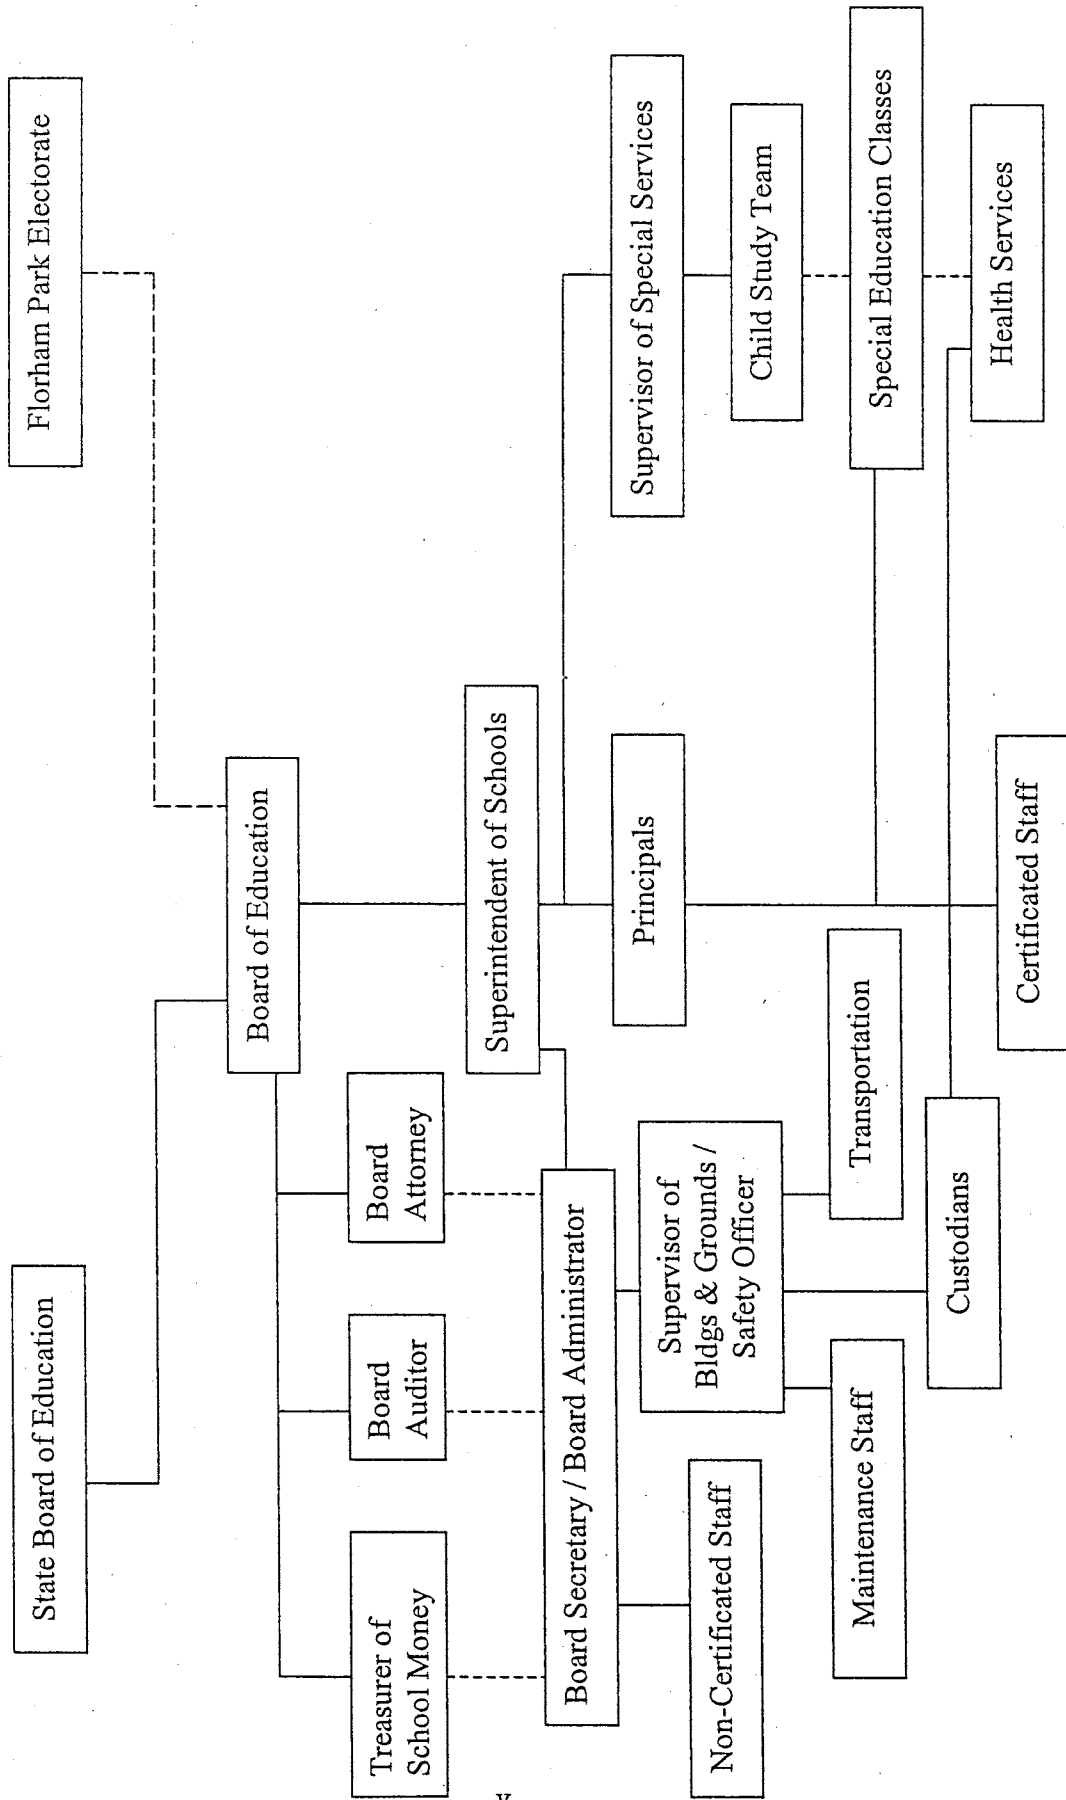 State Board of Education
Florham Park Electorate
Board of Education
Treasurer of
School Money
Board
Auditor
Board
Attorney
Superintendent of Schools
Board Secretary / Board Administrator
Principals
Supervisor of Special Services
Non-Certificated Staff
Supervisor of
Bldgs & Grounds /
Safety Officer
Child Study Team
Maintenance Staff
Transportation
Special Education Classes
Custodians
Certificated Staff
Health Services
v